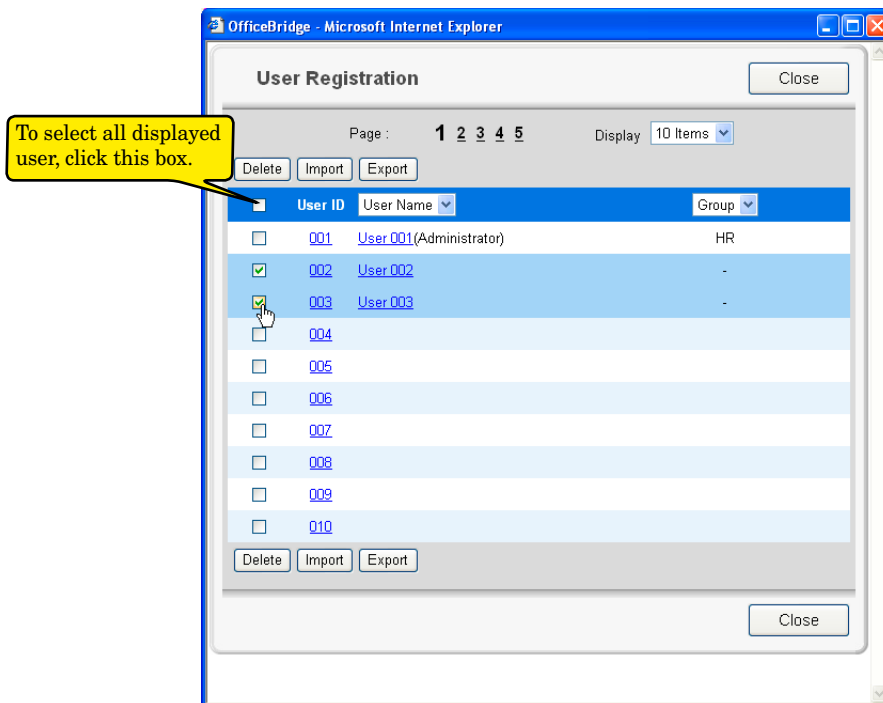 OfficeBridge - Microsoft Internet Explorer
User Registration
Close
To select all displayed
user, click this box.
Page : 1 2 3 4 5 Display 10 Items
Delete Import Export
User ID User Name Group
001 User 001(Administrator) HR
002 User 002 -
003 User 003 -
004
005
006
007
008
009
010
Delete Import Export
Close